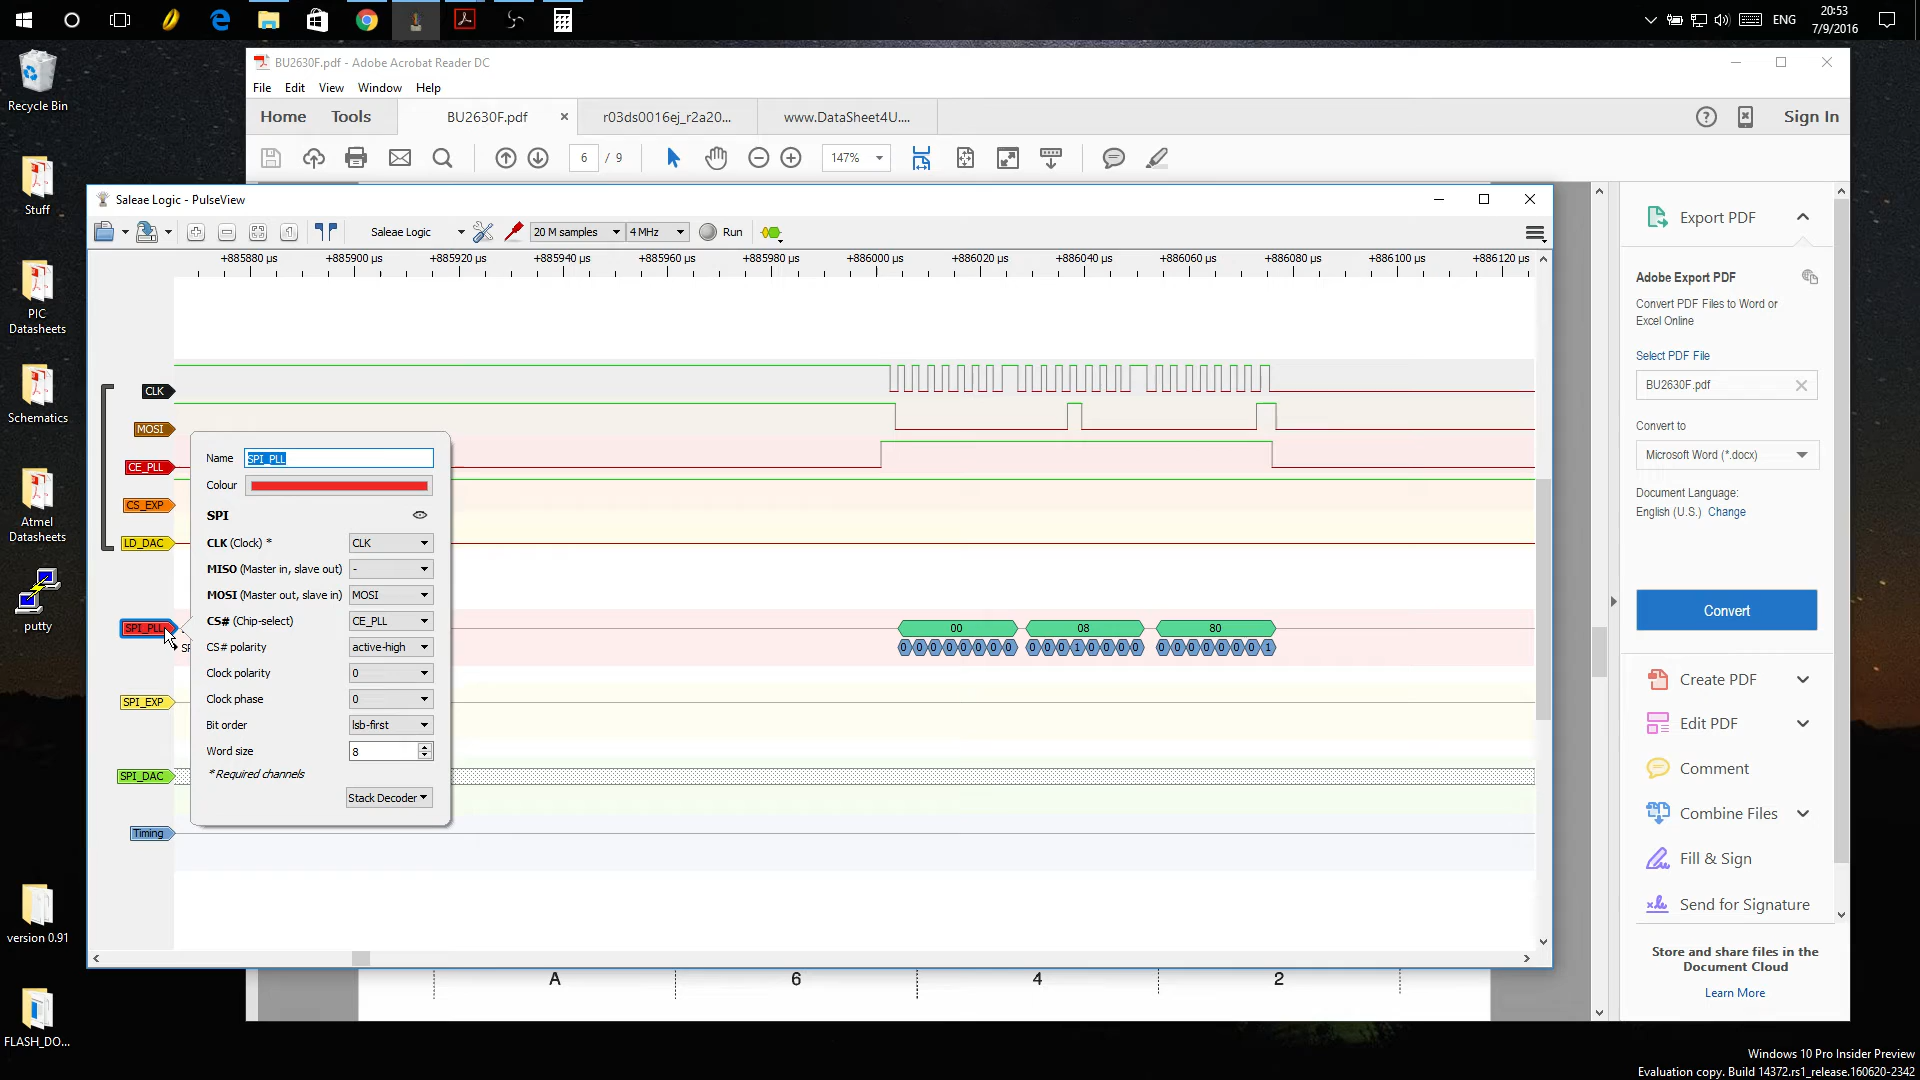 ENG
20:53
7/9/2016
Recycle Bin
Stuff
PIC
Datasheets
Schematics
Atmel
Datasheets
putty
version 0.91
FLASH_DO...
BU2630F.pdf - Adobe Acrobat Reader DC
File Edit View Window Help
Home Tools BU2630F.pdf × r03ds0016ej_r2a20... www.DataSheet4U.... Sign In
6 / 9 147%
Saleae Logic - PulseView
Saleae Logic 20 M samples 4 MHz Run
+885880 µs +885900 µs +885920 µs +885940 µs +885960 µs +885980 µs +886000 µs +886020 µs +886040 µs +886060 µs +886080 µs +886100 µs +886120 µs
CLK
MOSI
CE_PLL
CS_EXP
LD_DAC
SPI_PLL
SPI_EXP
SPI_DAC
Timing
Name SPI_PLL
Colour
SPI
CLK (Clock) * CLK
MISO (Master in, slave out) -
MOSI (Master out, slave in) MOSI
CS# (Chip-select) CE_PLL
CS# polarity active-high
Clock polarity 0
Clock phase 0
Bit order lsb-first
Word size 8
* Required channels
Stack Decoder
00 08 80
0 0 0 0 0 0 0 0 0 0 0 1 0 0 0 0 0 0 0 0 0 0 0 1
A 6 4 2
Export PDF
Adobe Export PDF
Convert PDF Files to Word or
Excel Online
Select PDF File
BU2630F.pdf
Convert to
Microsoft Word (*.docx)
Document Language:
English (U.S.) Change
Convert
Create PDF
Edit PDF
Comment
Combine Files
Fill & Sign
Send for Signature
Store and share files in the
Document Cloud
Learn More
Windows 10 Pro Insider Preview
Evaluation copy. Build 14372.rs1_release.160620-2342